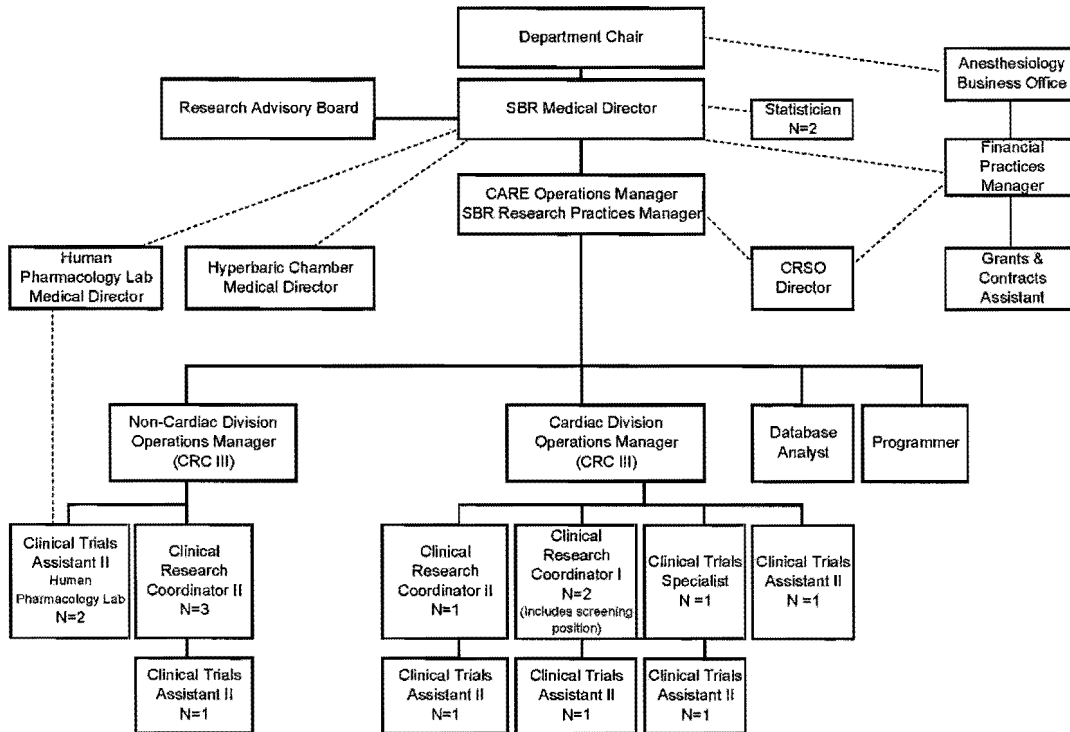 Department Chair
Anesthesiology
Business Office
Research Advisory Board
SBR Medical Director
Statistician
N=2
Financial
Practices
Manager
CARE Operations Manager
SBR Research Practices Manager
Human
Pharmacology Lab
Medical Director
Hyperbaric Chamber
Medical Director
CRSO
Director
Grants &
Contracts
Assistant
Non-Cardiac Division
Operations Manager
(CRC III)
Cardiac Division
Operations Manager
(CRC III)
Database
Analyst
Programmer
Clinical Trials
Assistant II
Human
Pharmacology Lab
N=2
Clinical
Research
Coordinator II
N=3
Clinical
Research
Coordinator II
N=1
Clinical
Research
Coordinator I
N=2
(includes screening
position)
Clinical Trials
Specialist
N =1
Clinical Trials
Assistant II
N =1
Clinical Trials
Assistant II
N=1
Clinical Trials
Assistant II
N=1
Clinical Trials
Assistant II
N=1
Clinical Trials
Assistant II
N=1